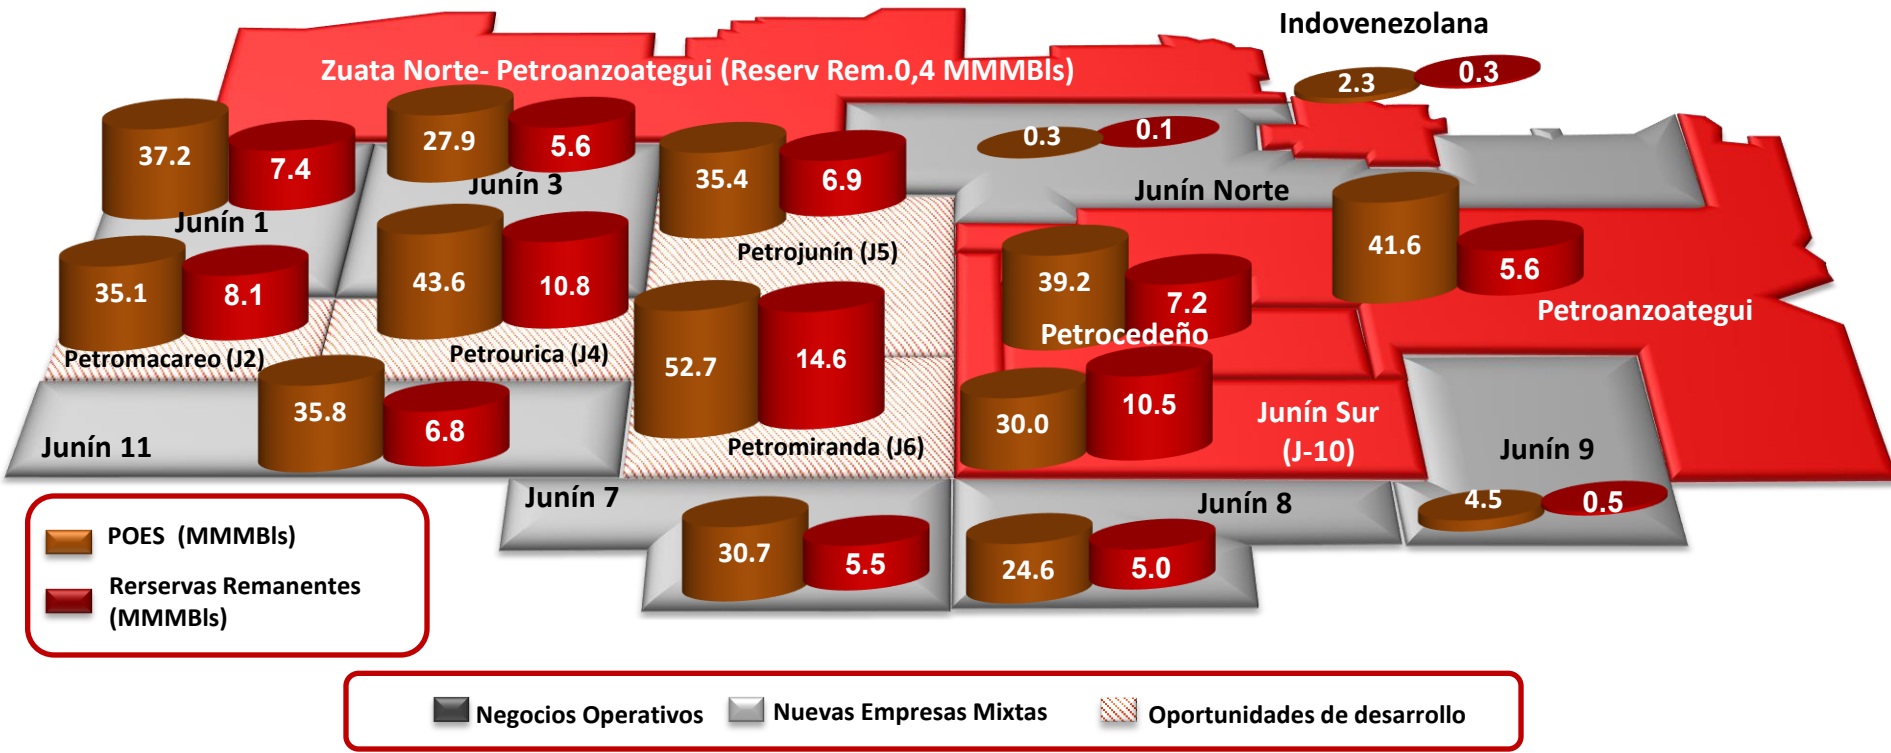 Indovenezolana
Zuata Norte- Petroanzoategui (Reserv Rem.0,4 MMMBls)
2.3
0.3
37.2
7.4
Junín 1
27.9
5.6
Junín 3
35.4
6.9
Petrojunín (J5)
0.3
0.1
Junín Norte
41.6
5.6
Petroanzoategui
35.1
8.1
Petromacareo (J2)
43.6
10.8
Petrourica (J4)
52.7
14.6
Petromiranda (J6)
39.2
7.2
Petrocedeño
30.0
10.5
Junín Sur
(J-10)
Junín 11
35.8
6.8
Junín 9
4.5
0.5
Junín 7
30.7
5.5
Junín 8
24.6
5.0
POES (MMMBls)
Rerservas Remanentes
(MMMBls)
Negocios Operativos
Nuevas Empresas Mixtas
Oportunidades de desarrollo